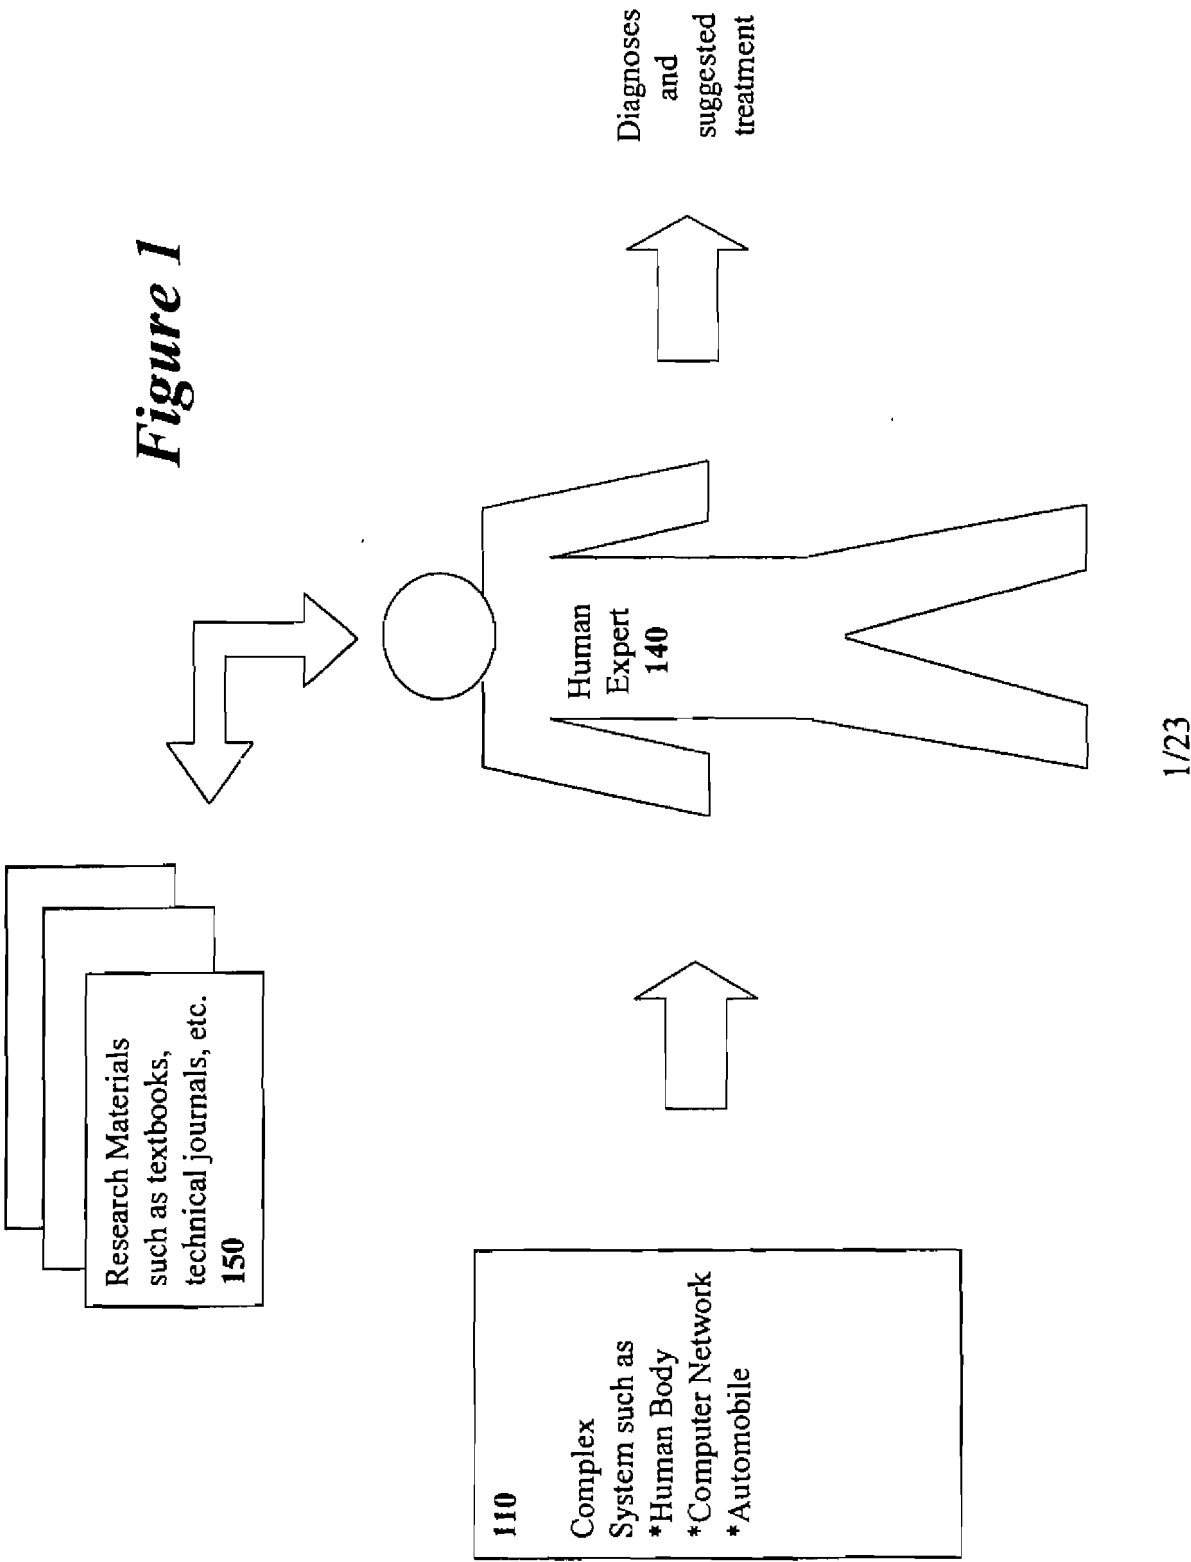 Figure 1
Research Materials
such as textbooks,
technical journals, etc.
150
110
Complex
System such as
*Human Body
*Computer Network
*Automobile
Human
Expert
140
Diagnoses
and
suggested
treatment
1/23